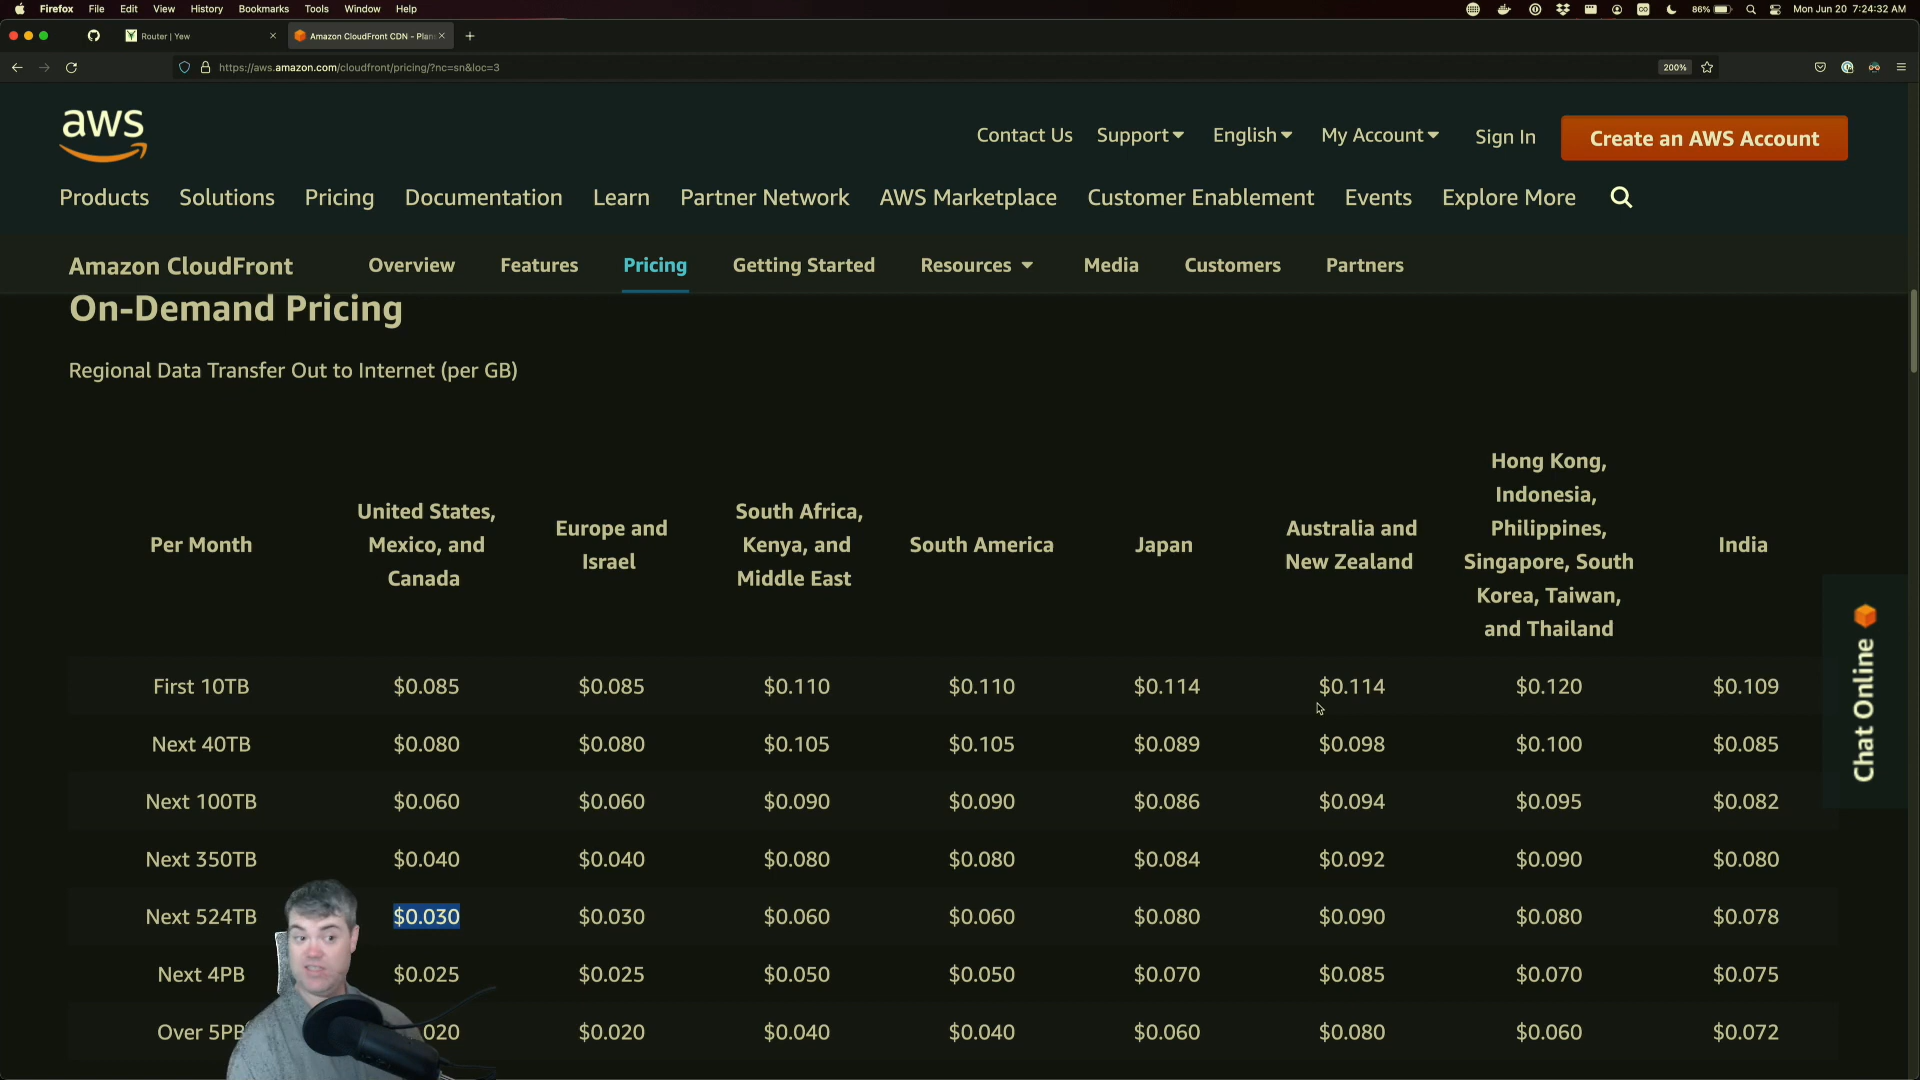 Firefox File Edit View History Bookmarks Tools Window Help 86% Mon Jun 20 7:24:32 AM
Router | Yew Amazon CloudFront CDN - Plan
https://aws.amazon.com/cloudfront/pricing/?nc=sn&loc=3 200%
aws
Contact Us Support English My Account Sign In Create an AWS Account
Products Solutions Pricing Documentation Learn Partner Network AWS Marketplace Customer Enablement Events Explore More
Amazon CloudFront Overview Features Pricing Getting Started Resources Media Customers Partners
On-Demand Pricing
Regional Data Transfer Out to Internet (per GB)
Per Month
United States,
Mexico, and
Canada
Europe and
Israel
South Africa,
Kenya, and
Middle East
South America
Japan
Australia and
New Zealand
Hong Kong,
Indonesia,
Philippines,
Singapore, South
Korea, Taiwan,
and Thailand
India
First 10TB $0.085 $0.085 $0.110 $0.110 $0.114 $0.114 $0.120 $0.109
Next 40TB $0.080 $0.080 $0.105 $0.105 $0.089 $0.098 $0.100 $0.085
Next 100TB $0.060 $0.060 $0.090 $0.090 $0.086 $0.094 $0.095 $0.082
Next 350TB $0.040 $0.040 $0.080 $0.080 $0.084 $0.092 $0.090 $0.080
Next 524TB $0.030 $0.030 $0.060 $0.060 $0.080 $0.090 $0.080 $0.078
Next 4PB $0.025 $0.025 $0.050 $0.050 $0.070 $0.085 $0.070 $0.075
Over 5PB 020 $0.020 $0.040 $0.040 $0.060 $0.080 $0.060 $0.072
Chat Online